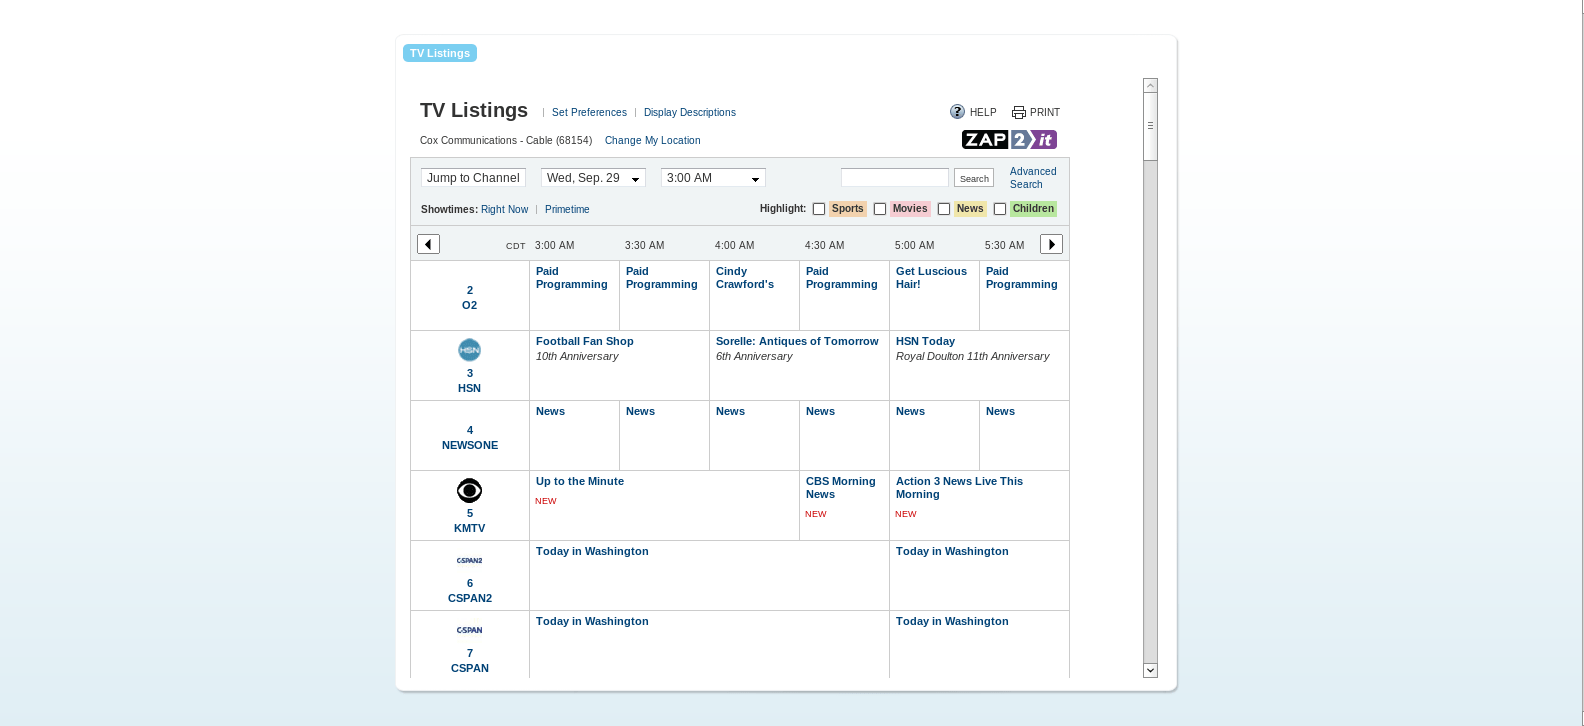 TV Listings
TV Listings | Set Preferences | Display Descriptions
HELP PRINT
Cox Communications - Cable (68154) Change My Location
ZAP2it
Jump to Channel Wed, Sep. 29 3:00 AM Search Advanced Search
Showtimes: Right Now | Primetime Highlight: Sports Movies News Children
CDT 3:00 AM 3:30 AM 4:00 AM 4:30 AM 5:00 AM 5:30 AM
2
O2
Paid Programming
Paid Programming
Cindy Crawford's
Paid Programming
Get Luscious Hair!
Paid Programming
HSN
3
HSN
Football Fan Shop
10th Anniversary
Sorelle: Antiques of Tomorrow
6th Anniversary
HSN Today
Royal Doulton 11th Anniversary
4
NEWSONE
News
News
News
News
News
News
5
KMTV
Up to the Minute
NEW
CBS Morning News
NEW
Action 3 News Live This Morning
NEW
C-SPAN2
6
CSPAN2
Today in Washington
Today in Washington
C-SPAN
7
CSPAN
Today in Washington
Today in Washington